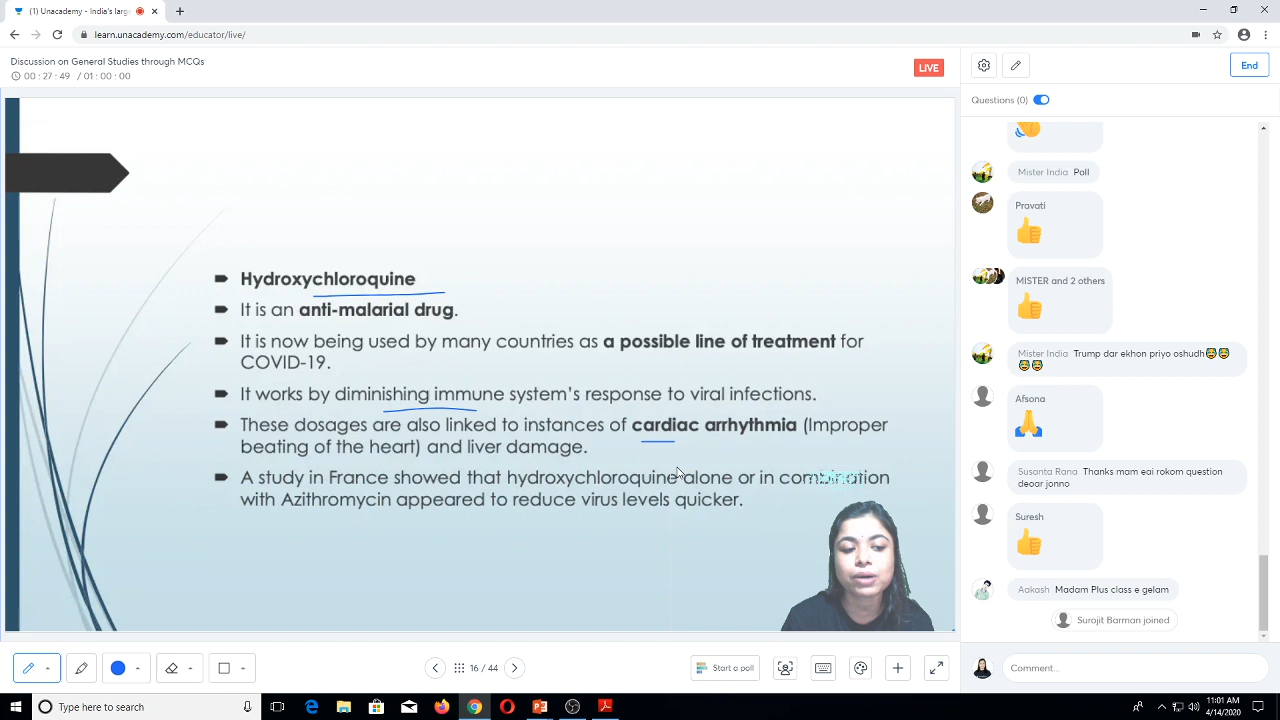 (1) Unacademy - India's larg
learn.unacademy.com/educator/live/
Discussion on General Studies through MCQs
00 : 27 : 49 / 01 : 00 : 00
LIVE
End
Questions (0)
Hydroxychloroquine
It is an anti-malarial drug.
It is now being used by many countries as a possible line of treatment for
COVID-19.
It works by diminishing immune system's response to viral infections.
These dosages are also linked to instances of cardiac arrhythmia (Improper
beating of the heart) and liver damage.
A study in France showed that hydroxychloroquine alone or in
with Azithromycin appeared to reduce virus levels quicker.
Mister India Poll
Pravati
MISTER and 2 others
Mister India Trump dar ekhon priyo oshudh
Afsona
Susanta Rana Thanks mam eai rokom question
deoar jonno
Suresh
Aakash Madam Plus class e gelam
Surojit Barman joined
16 / 44
Start a poll
Comment...
Type here to search
11:01 AM
4/14/2020